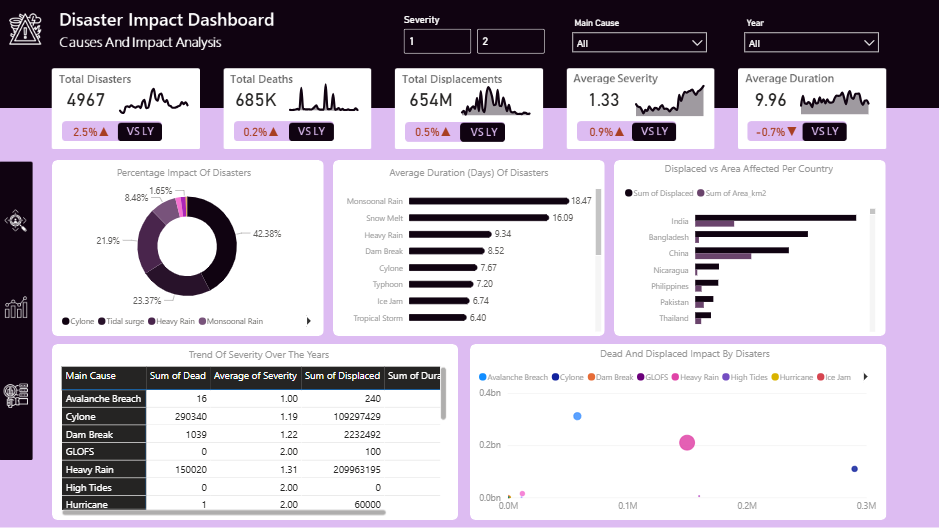 Disaster Impact Dashboard
Causes And Impact Analysis
Severity
1 2
Main Cause
All
Year
All
Total Disasters
4967
2.5% VS LY
Total Deaths
685K
0.2% VS LY
Total Displacements
654M
0.5% VS LY
Average Severity
1.33
0.9% VS LY
Average Duration
9.96
-0.7% VS LY
Percentage Impact Of Disasters
1.65%
8.48%
21.9%
23.37%
42.38%
Cylone Tidal surge Heavy Rain Monsoonal Rain
Average Duration (Days) Of Disasters
Monsoonal Rain 18.47
Snow Melt 16.09
Heavy Rain 9.34
Dam Break 8.52
Cylone 7.67
Typhoon 7.20
Ice Jam 6.74
Tropical Storm 6.40
Displaced vs Area Affected Per Country
Sum of Displaced Sum of Area_km2
India
Bangladesh
China
Nicaragua
Philippines
Pakistan
Thailand
Trend Of Severity Over The Years
Main Cause Sum of Dead Average of Severity Sum of Displaced Sum of Dura
Avalanche Breach 16 1.00 240
Cylone 290340 1.19 109297429
Dam Break 1039 1.22 2232492
GLOFS 0 2.00 100
Heavy Rain 150020 1.31 209963195
High Tides 0 2.00 0
Hurricane 1 2.00 60000
Dead And Displaced Impact By Disaters
Avalanche Breach Cylone Dam Break GLOFS Heavy Rain High Tides Hurricane Ice Jam
0.4bn
0.2bn
0.0bn
0.0M 0.1M 0.2M 0.3M